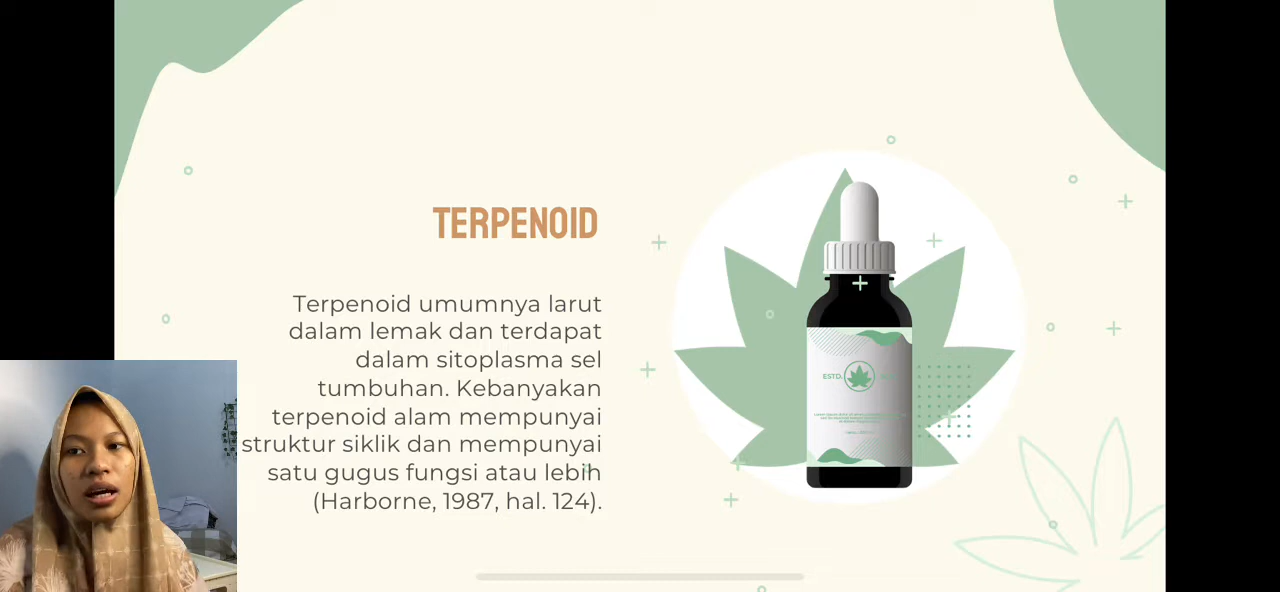 TERPENOID
Terpenoid umumnya larut
dalam lemak dan terdapat
dalam sitoplasma sel
tumbuhan. Kebanyakan
terpenoid alam mempunyai
struktur siklik dan mempunyai
satu gugus fungsi atau lebih
(Harborne, 1987, hal. 124).
ESTD.